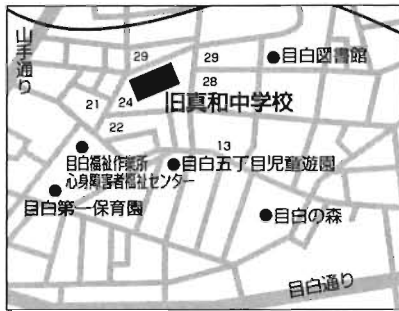 山手通り
29
29
目白図書館
28
21
24
旧真和中学校
22
13
目白福祉作業所
心身障害者福祉センター
目白五丁目児童遊園
目白第一保育園
目白の森
目白通り